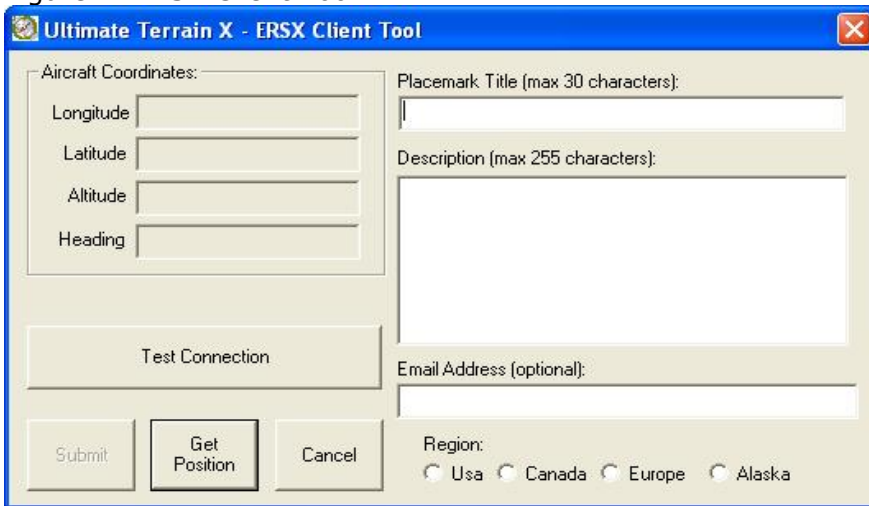 Ultimate Terrain X - ERSX Client Tool
Aircraft Coordinates:
Longitude
Latitude
Altitude
Heading
Test Connection
Submit
Get
Position
Cancel
Placemark Title (max 30 characters):
Description (max 255 characters):
Email Address (optional):
Region:
Usa
Canada
Europe
Alaska